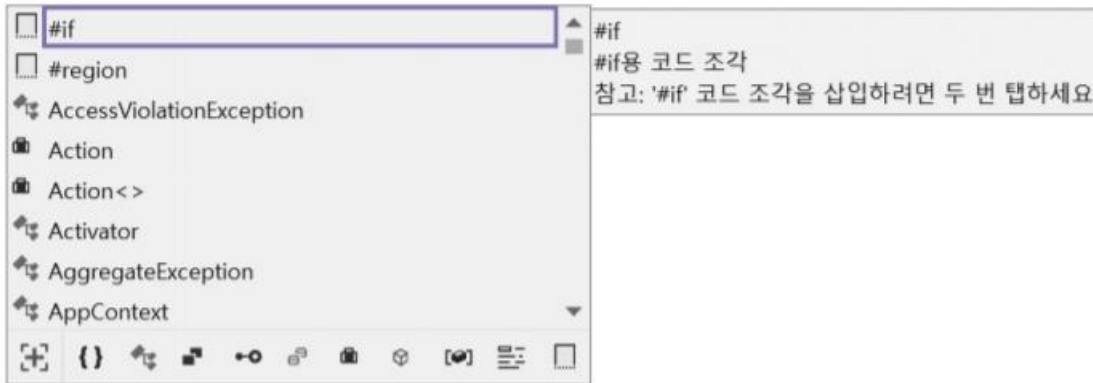 #if
#region
AccessViolationException
Action
Action<>
Activator
AggregateException
AppContext
#if
#if용 코드 조각
참고: '#if' 코드 조각을 삽입하려면 두 번 탭하세요